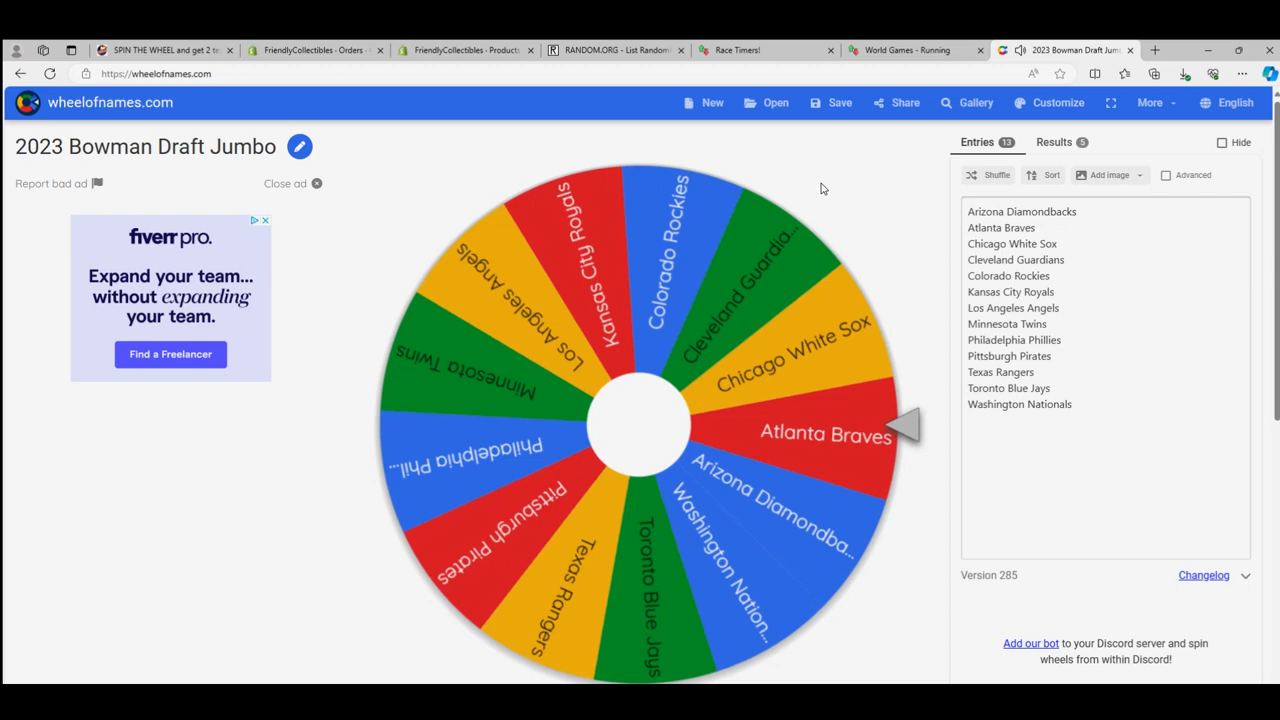 SPIN THE WHEEL and get 2 te
FriendlyCollectibles - Orders -
FriendlyCollectibles · Products
RANDOM.ORG - List Random
Race Timers!
World Games - Running
2023 Bowman Draft Jum
https://wheelofnames.com
wheelofnames.com
New
Open
Save
Share
Gallery
Customize
More
English
2023 Bowman Draft Jumbo
Report bad ad
Close ad
fiverr pro.
Expand your team...
without expanding
your team.
Find a Freelancer
Colorado Rockies
Cleveland Guardia...
Chicago White Sox
Atlanta Braves
Arizona Diamondba...
Washington Nation...
Toronto Blue Jays
Texas Rangers
Pittsburgh Pirates
Philadelphia Phil...
Minnesota Twins
Los Angeles Angels
Kansas City Royals
Entries 13
Results 5
Hide
Shuffle
Sort
Add image
Advanced
Arizona Diamondbacks
Atlanta Braves
Chicago White Sox
Cleveland Guardians
Colorado Rockies
Kansas City Royals
Los Angeles Angels
Minnesota Twins
Philadelphia Phillies
Pittsburgh Pirates
Texas Rangers
Toronto Blue Jays
Washington Nationals
Version 285
Changelog
Add our bot to your Discord server and spin
wheels from within Discord!